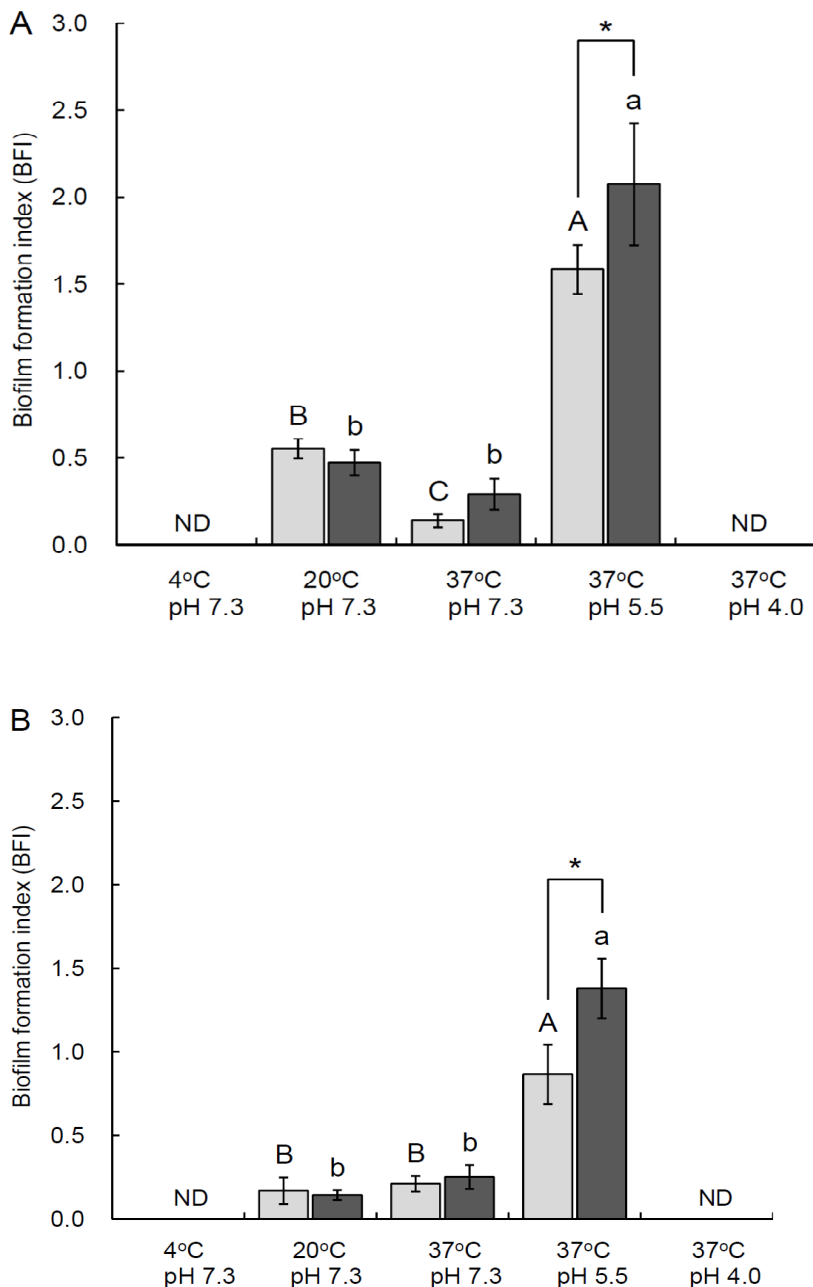 A
3.0
*
a
2.5
2.0
A
1.5
1.0
B
b
b
0.5
C
ND
ND
0.0
Biofilm formation index (BFI)
4°C 20°C 37°C 37°C 37°C
pH 7.3 pH 7.3 pH 7.3 pH 5.5 pH 4.0
B
3.0
2.5
2.0
*
a
1.5
A
1.0
0.5
B
b
B
b
ND
ND
0.0
Biofilm formation index (BFI)
4°C 20°C 37°C 37°C 37°C
pH 7.3 pH 7.3 pH 7.3 pH 5.5 pH 4.0